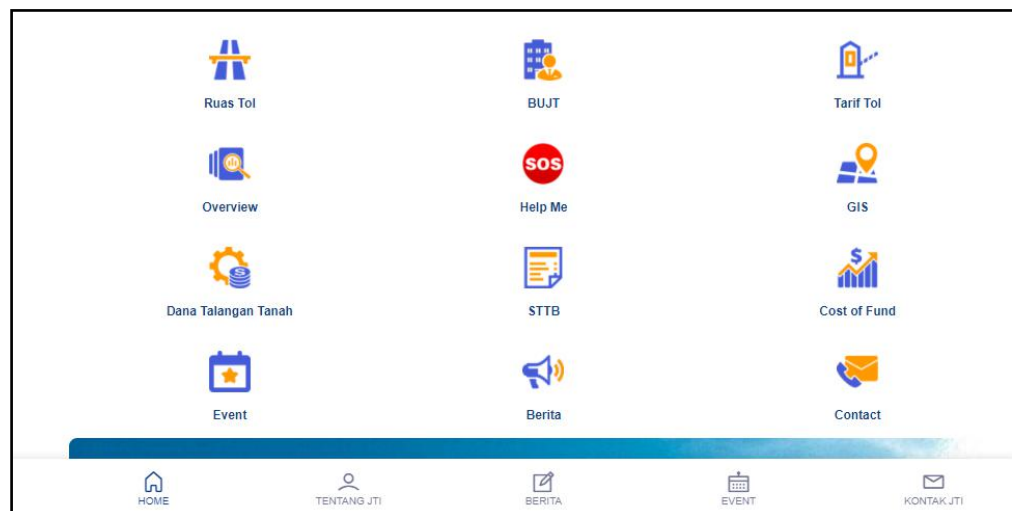 Ruas Tol
BUJT
Tarif Tol
Overview
SOS
Help Me
GIS
Dana Talangan Tanah
STTB
$
Cost of Fund
Event
Berita
Contact
HOME
TENTANG JTI
BERITA
EVENT
KONTAK JTI